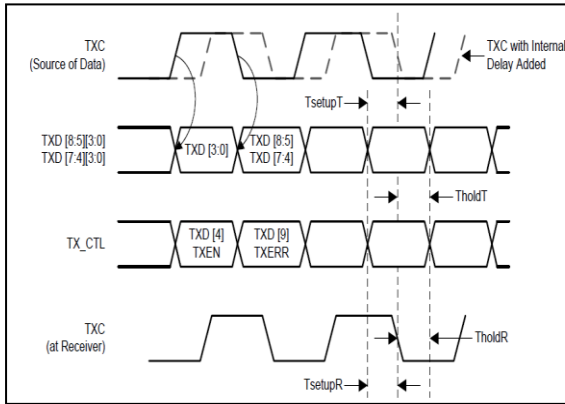 TXC
(Source of Data)
TXC with Internal
Delay Added
TsetupT
TXD [8:5][3:0]
TXD [7:4][3:0]
TXD [3:0]
TXD [8:5]
TXD [7:4]
TholdT
TX_CTL
TXD [4]
TXEN
TXD [9]
TXERR
TXC
(at Receiver)
TholdR
TsetupR